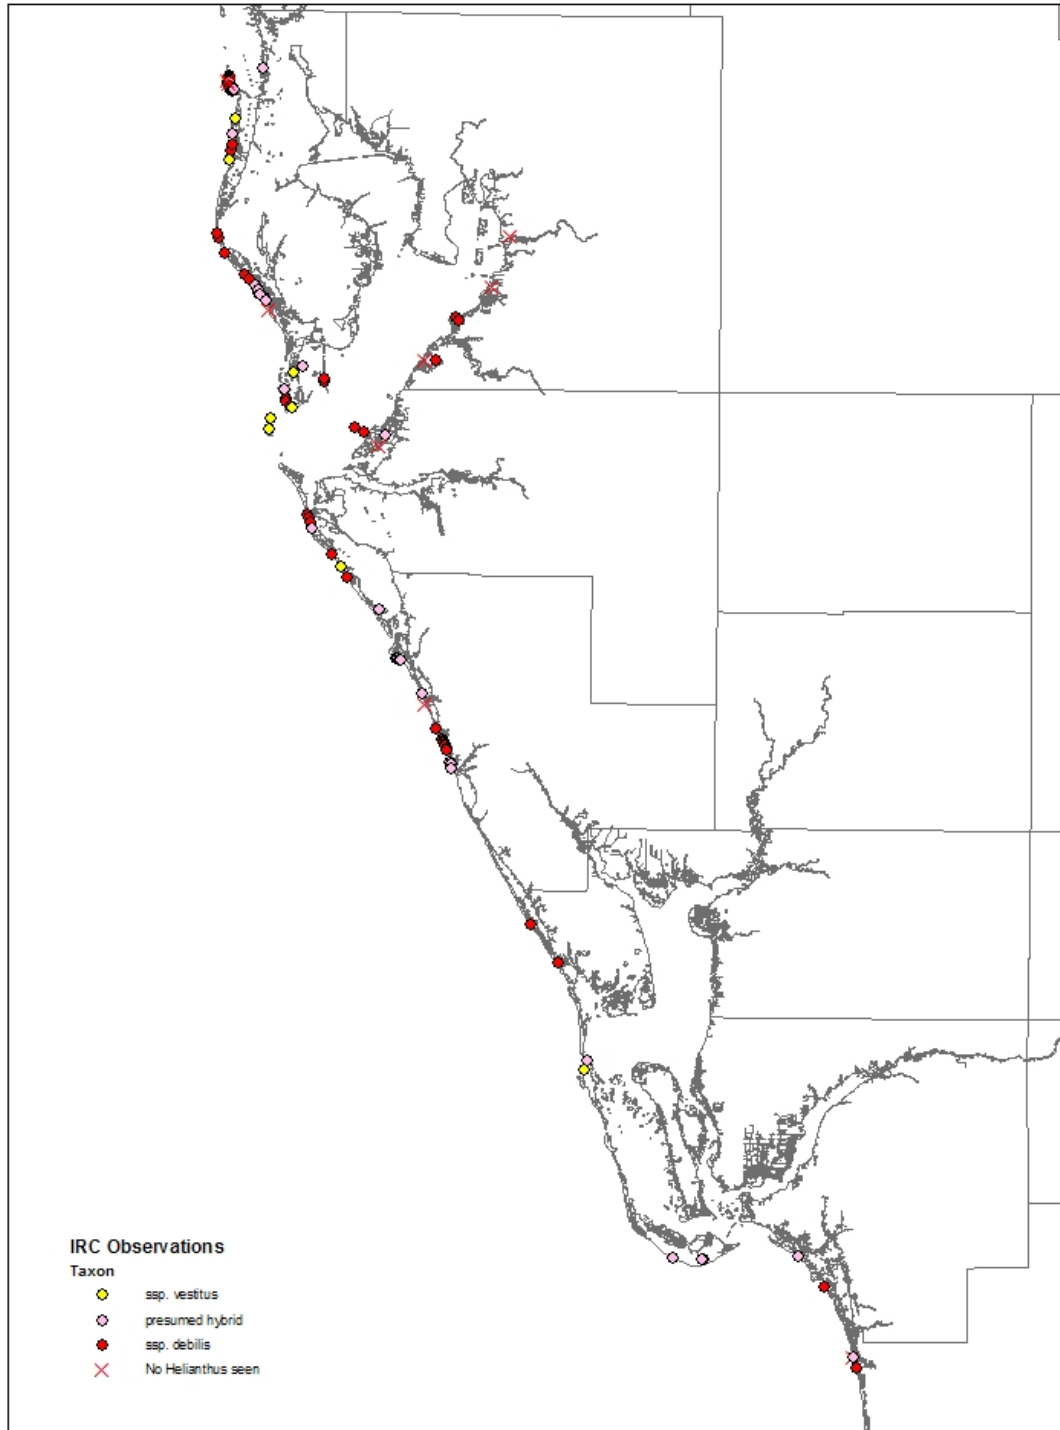 IRC Observations
Taxon
ssp. vestitus
presumed hybrid
ssp. debilis
No Helianthus seen